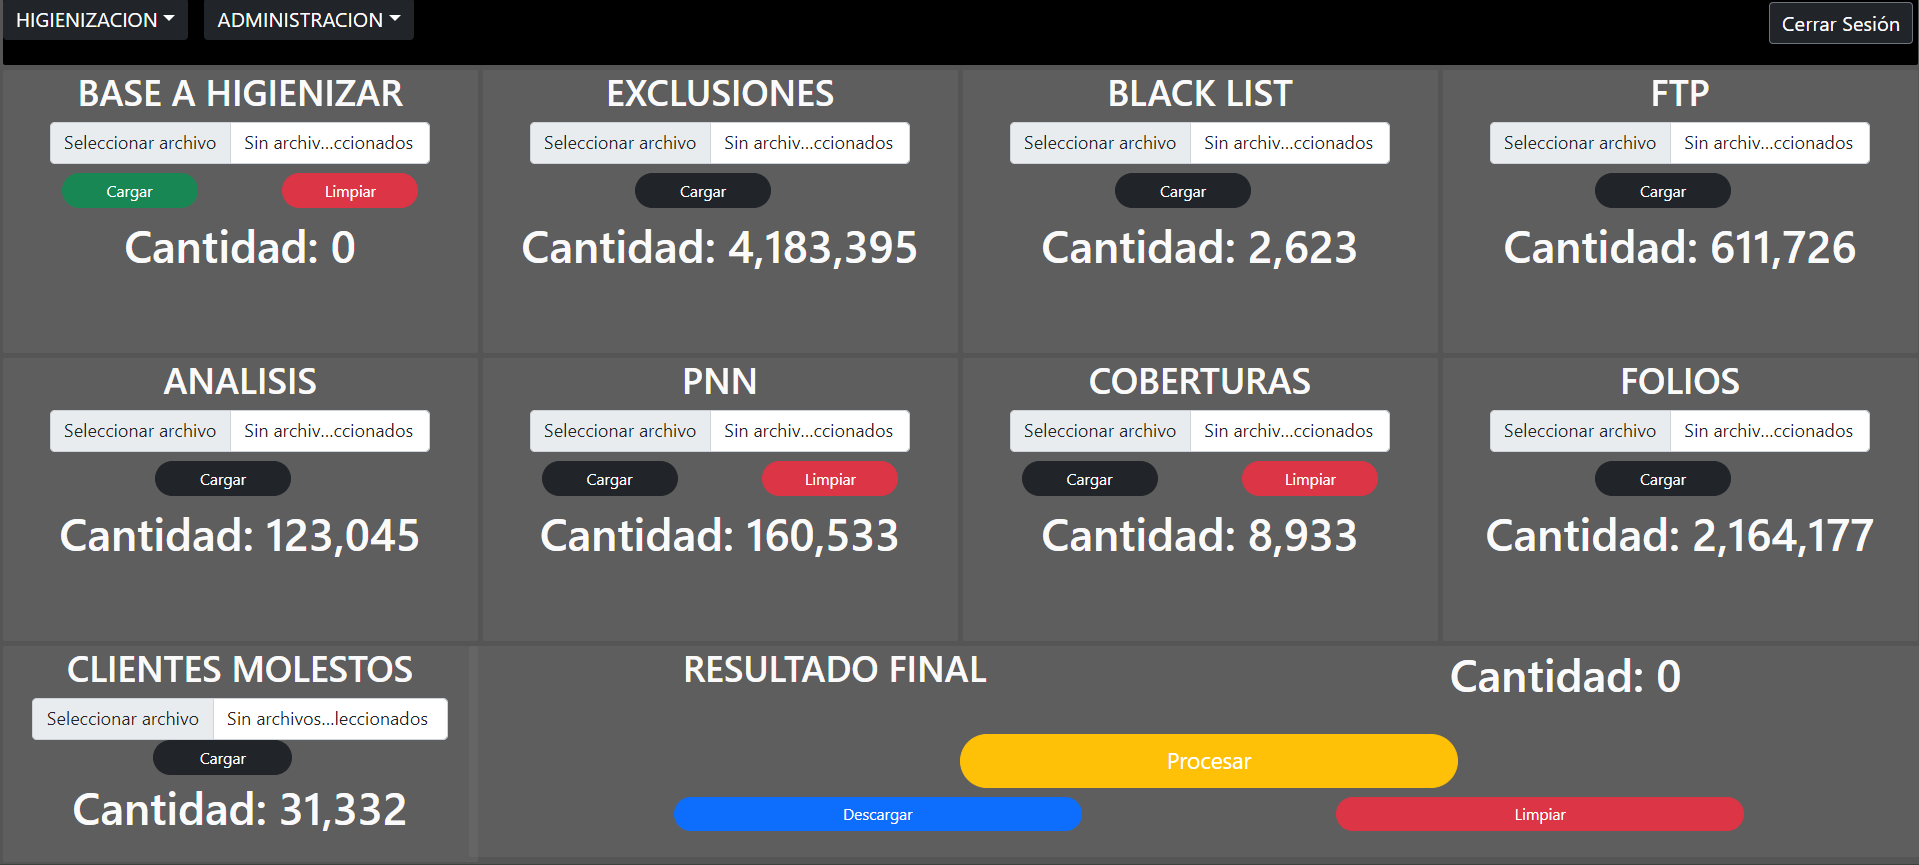 HIGIENIZACION
ADMINISTRACION
Cerrar Sesión
BASE A HIGIENIZAR
Seleccionar archivo Sin archiv...ccionados
Cargar Limpiar
Cantidad: 0
EXCLUSIONES
Seleccionar archivo Sin archiv...ccionados
Cargar
Cantidad: 4,183,395
BLACK LIST
Seleccionar archivo Sin archiv...ccionados
Cargar
Cantidad: 2,623
FTP
Seleccionar archivo Sin archiv...ccionados
Cargar
Cantidad: 611,726
ANALISIS
Seleccionar archivo Sin archiv...ccionados
Cargar
Cantidad: 123,045
PNN
Seleccionar archivo Sin archiv...ccionados
Cargar Limpiar
Cantidad: 160,533
COBERTURAS
Seleccionar archivo Sin archiv...ccionados
Cargar Limpiar
Cantidad: 8,933
FOLIOS
Seleccionar archivo Sin archiv...ccionados
Cargar
Cantidad: 2,164,177
CLIENTES MOLESTOS
Seleccionar archivo Sin archivos...leccionados
Cargar
Cantidad: 31,332
RESULTADO FINAL
Cantidad: 0
Procesar
Descargar
Limpiar